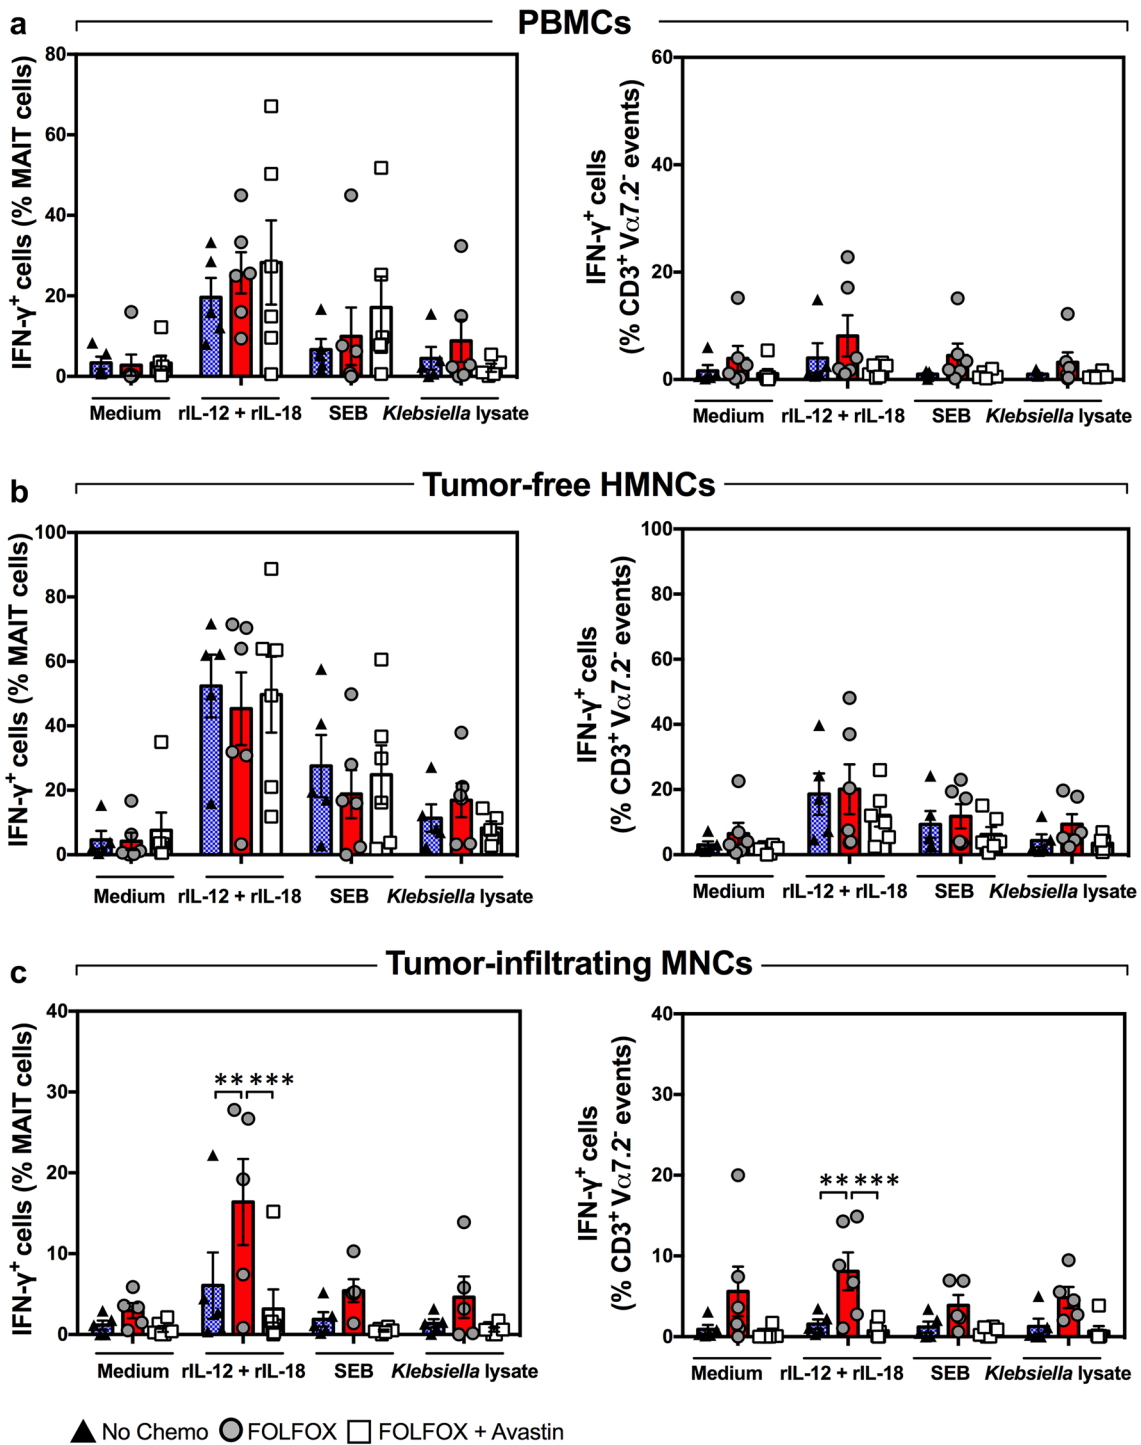 a PBMCs
IFN-γ+ cells (% MAIT cells)
80
60
40
20
0
Medium rIL-12 + rIL-18 SEB Klebsiella lysate
IFN-γ+ cells
(% CD3+ Vα7.2- events)
60
40
20
0
Medium rIL-12 + rIL-18 SEB Klebsiella lysate
b Tumor-free HMNCs
IFN-γ+ cells (% MAIT cells)
100
80
60
40
20
0
Medium rIL-12 + rIL-18 SEB Klebsiella lysate
IFN-γ+ cells
(% CD3+ Vα7.2- events)
100
80
60
40
20
0
Medium rIL-12 + rIL-18 SEB Klebsiella lysate
c Tumor-infiltrating MNCs
IFN-γ+ cells (% MAIT cells)
40
30
20
10
0
** ***
Medium rIL-12 + rIL-18 SEB Klebsiella lysate
IFN-γ+ cells
(% CD3+ Vα7.2- events)
40
30
20
10
0
** ***
Medium rIL-12 + rIL-18 SEB Klebsiella lysate
No Chemo FOLFOX FOLFOX + Avastin